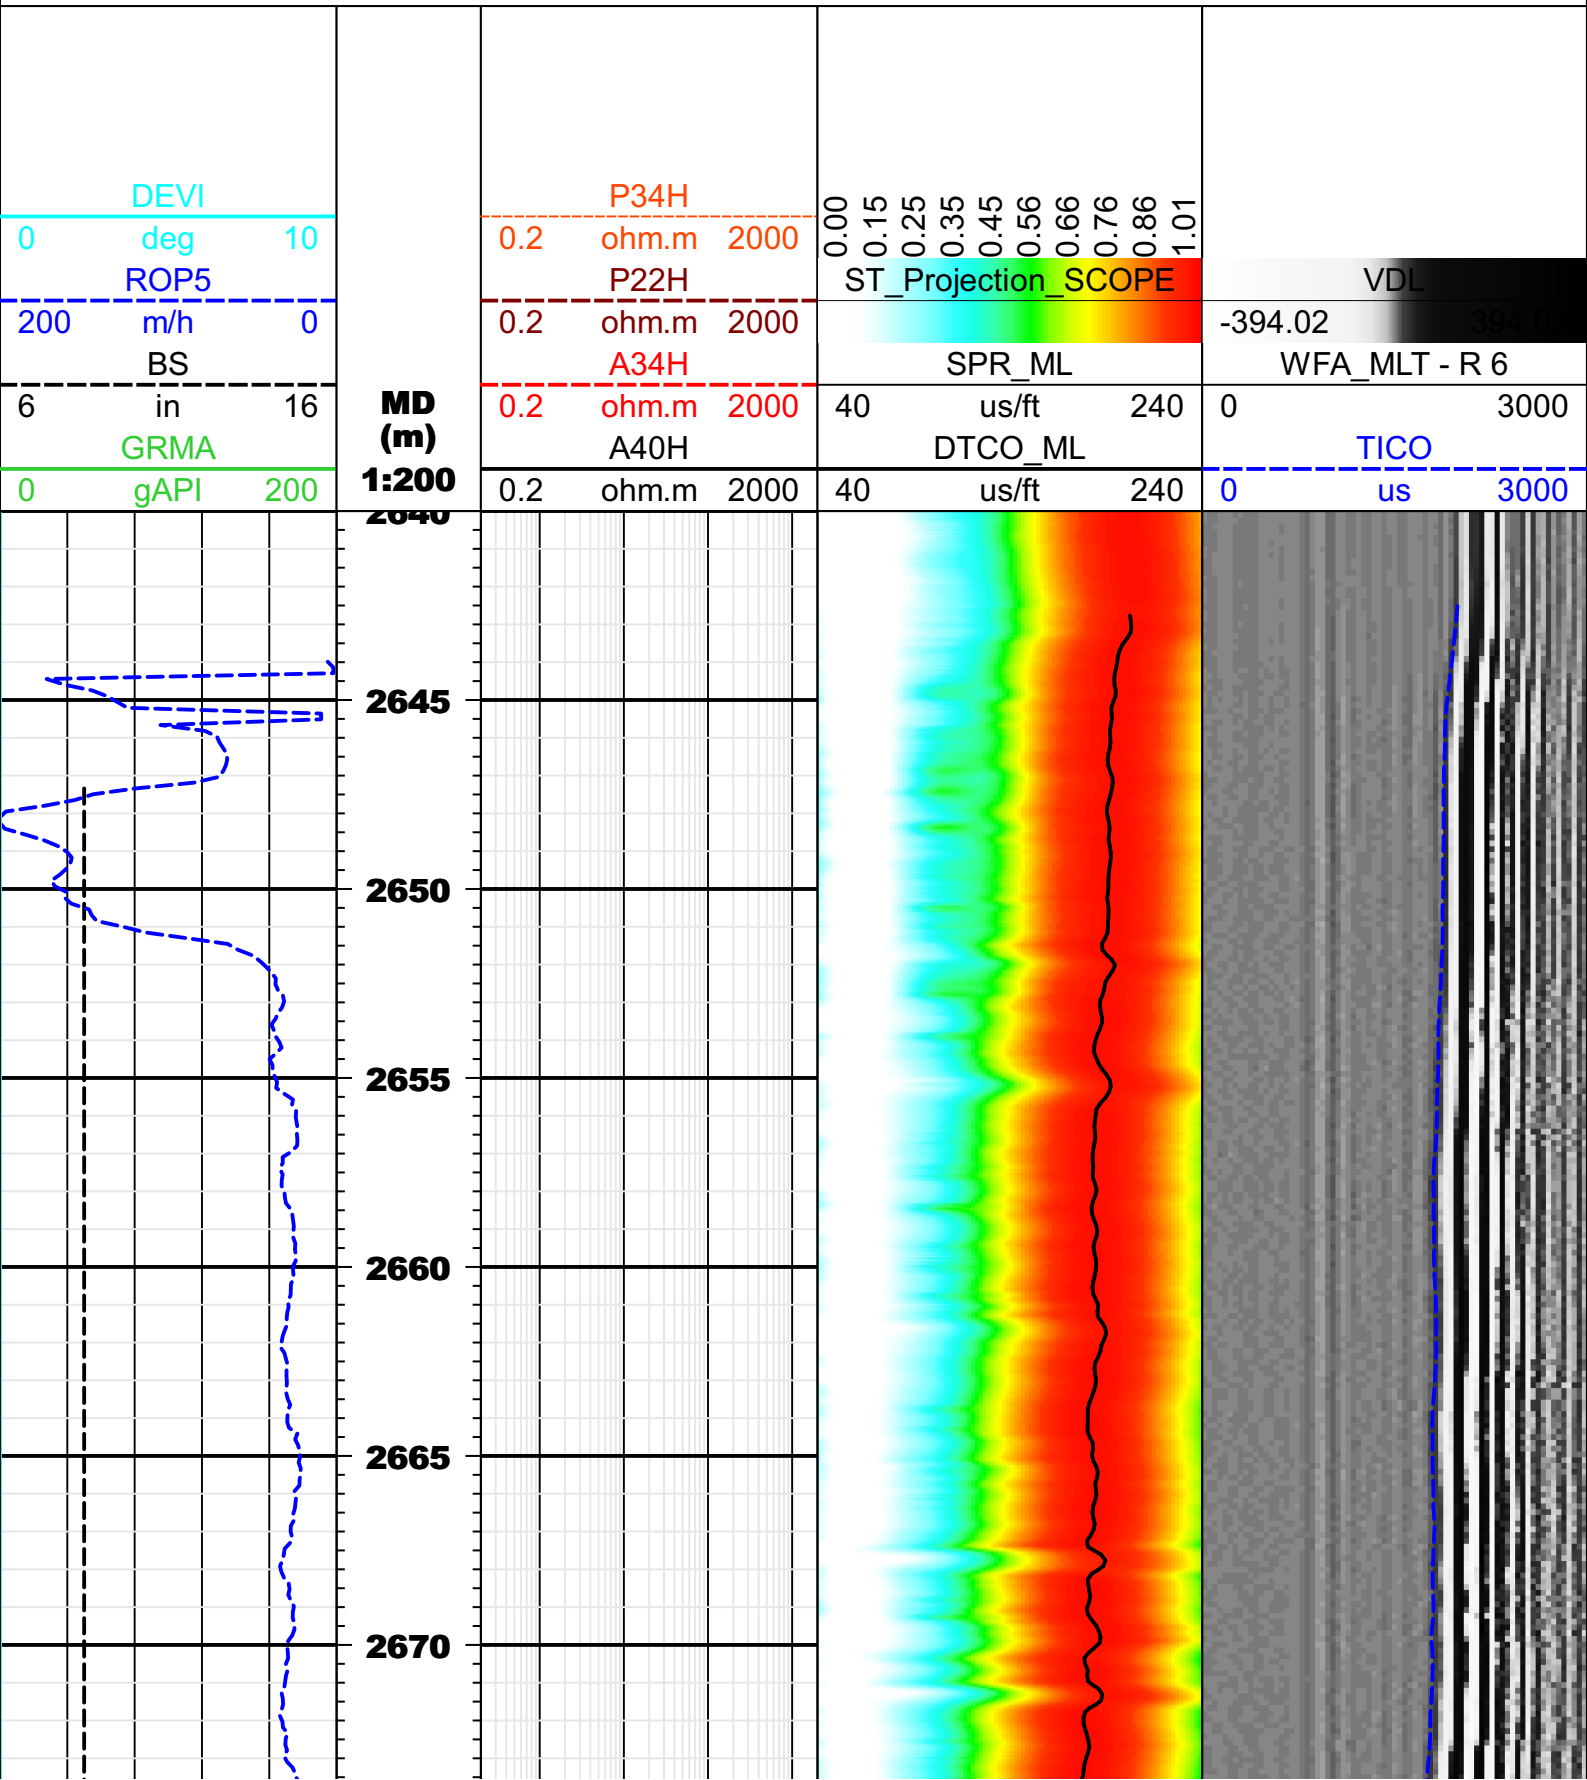 DEVI
0 deg 10
ROP5
200 m/h 0
BS
6 in 16
GRMA
0 gAPI 200
MD
(m)
1:200
P34H
0.2 ohm.m 2000
P22H
0.2 ohm.m 2000
A34H
0.2 ohm.m 2000
A40H
0.2 ohm.m 2000
0.00
0.15
0.25
0.35
0.45
0.56
0.66
0.76
0.86
1.01
ST_Projection_SCOPE
SPR_ML
40 us/ft 240
DTCO_ML
40 us/ft 240
VDL
-394.02 394.02
WFA_MLT - R 6
0 3000
TICO
0 us 3000
2640
2645
2650
2655
2660
2665
2670